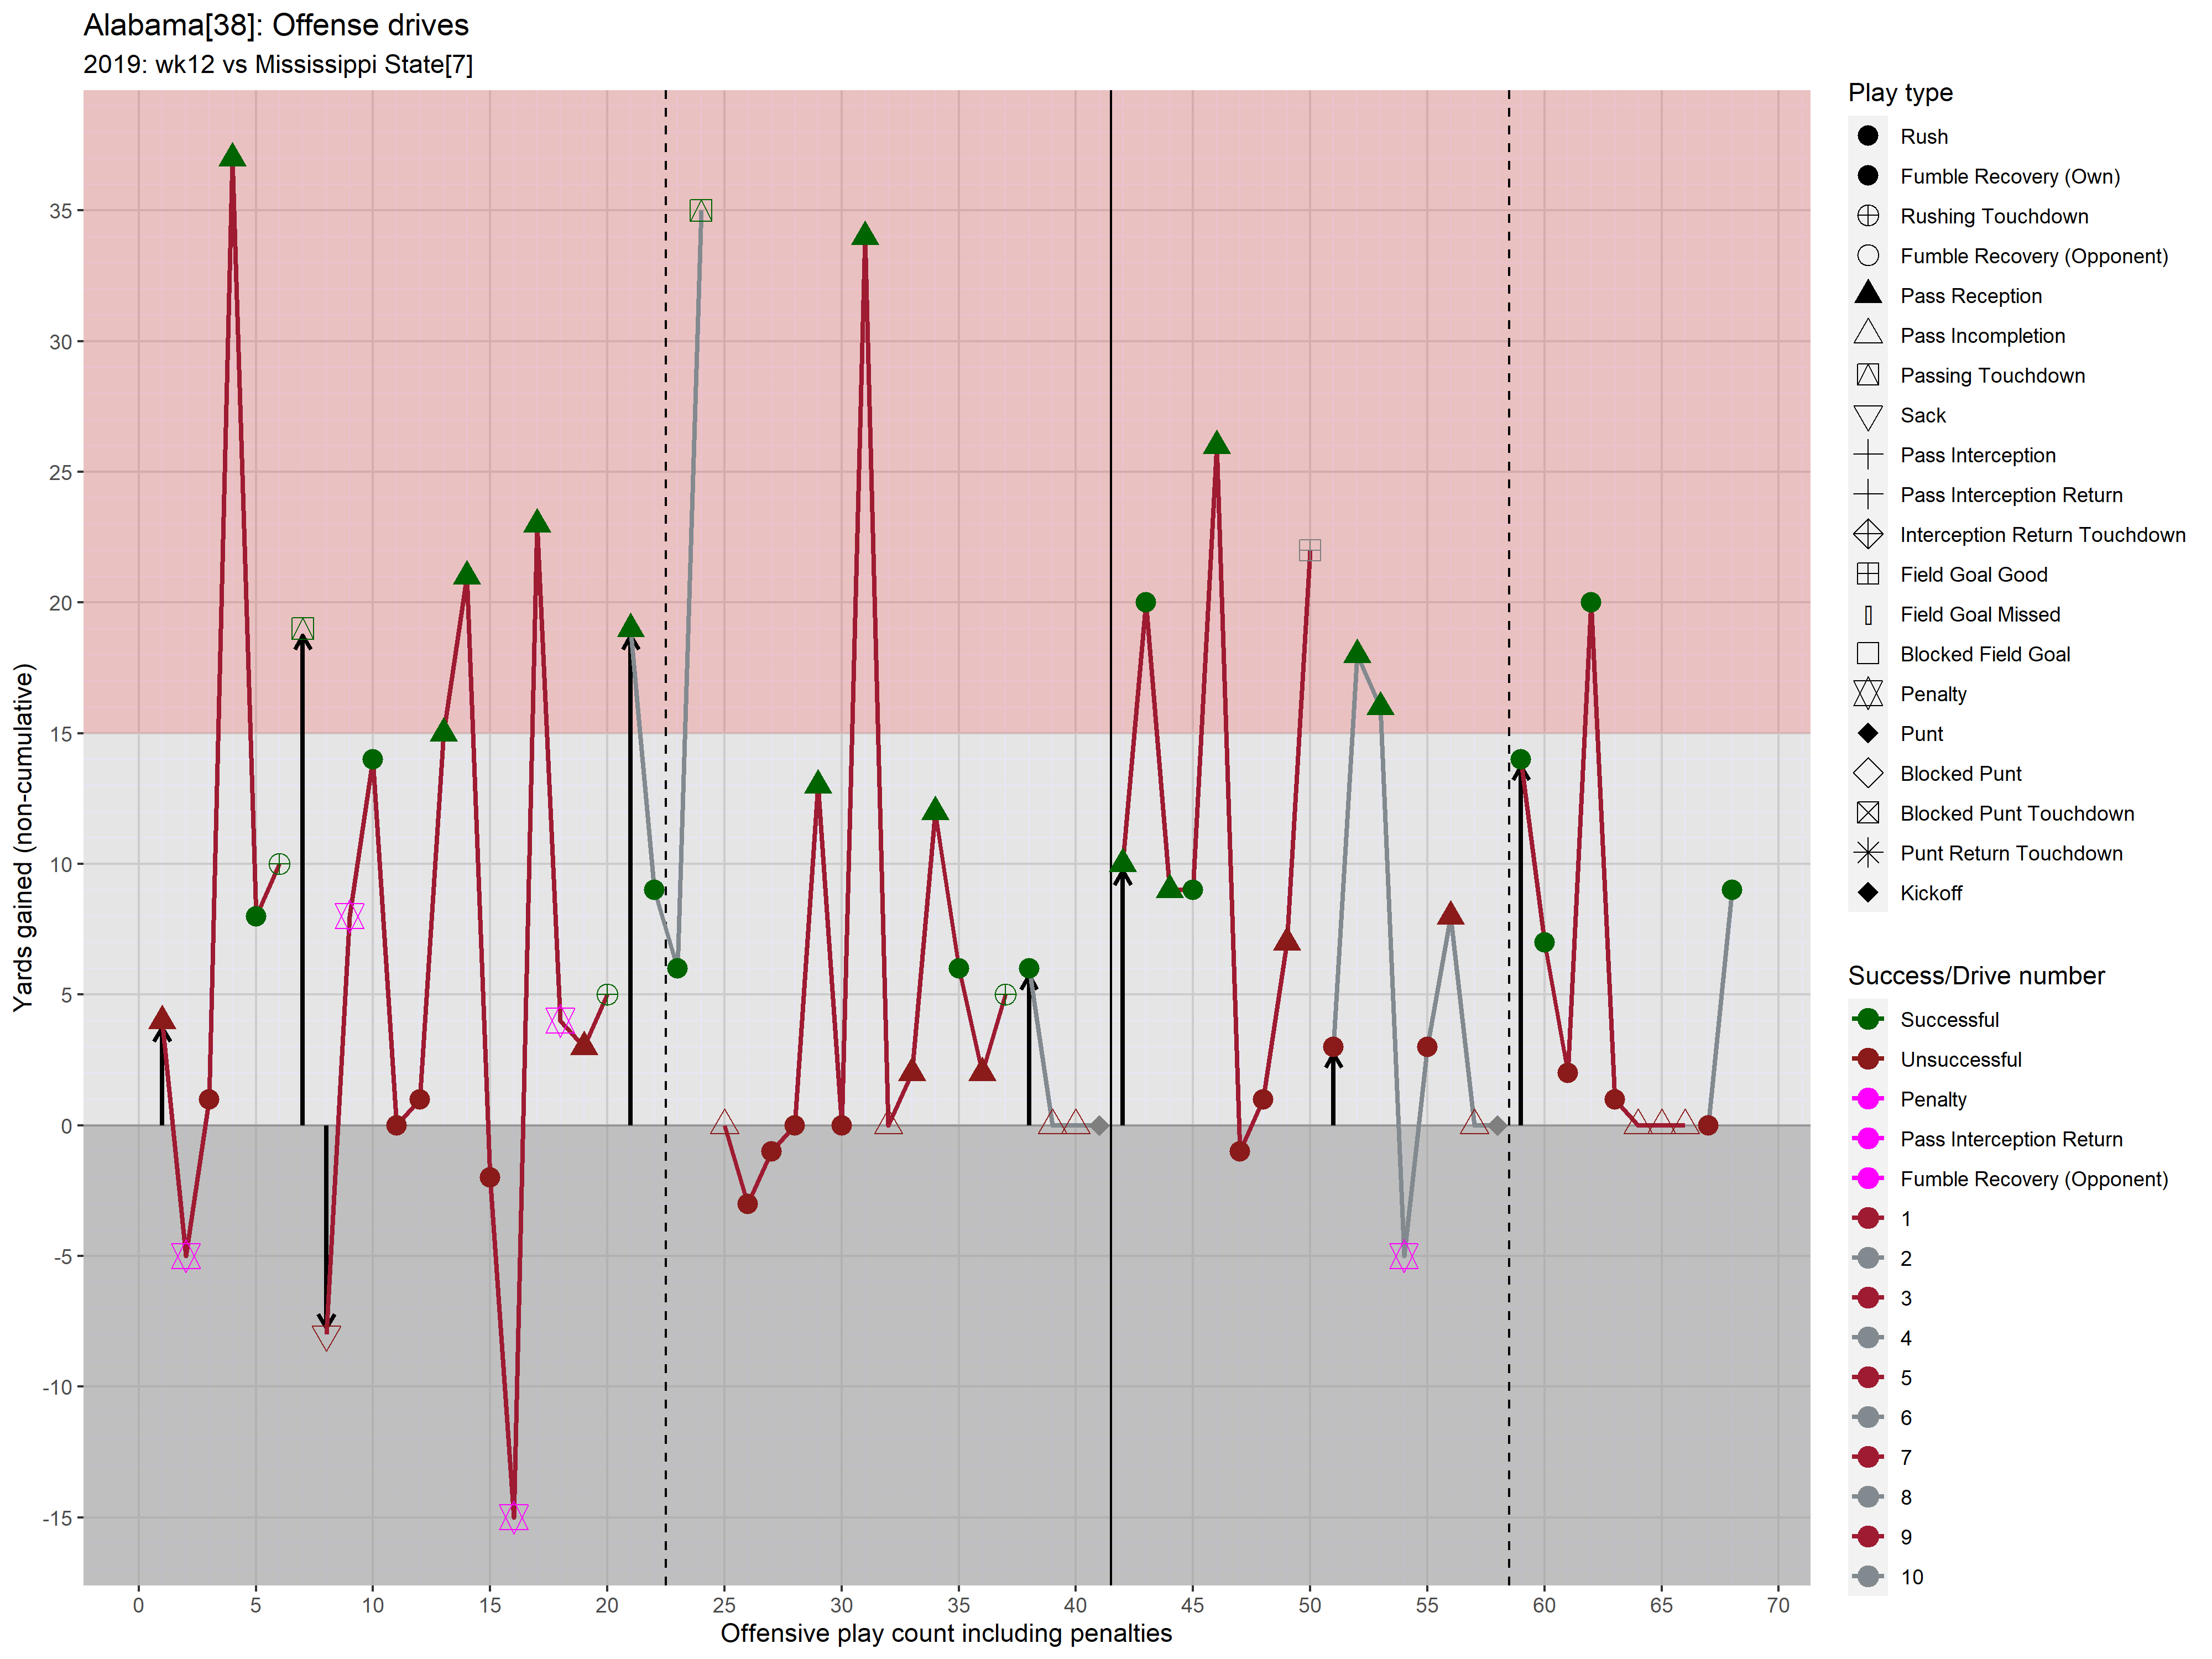 Alabama[38]: Offense drives
2019: wk12 vs Mississippi State[7]
Yards gained (non-cumulative)
35
30
25
20
15
10
5
0
-5
-10
-15
0 5 10 15 20 25 30 35 40 45 50 55 60 65 70
Offensive play count including penalties
Play type
Rush
Fumble Recovery (Own)
Rushing Touchdown
Fumble Recovery (Opponent)
Pass Reception
Pass Incompletion
Passing Touchdown
Sack
Pass Interception
Pass Interception Return
Interception Return Touchdown
Field Goal Good
Field Goal Missed
Blocked Field Goal
Penalty
Punt
Blocked Punt
Blocked Punt Touchdown
Punt Return Touchdown
Kickoff
Success/Drive number
Successful
Unsuccessful
Penalty
Pass Interception Return
Fumble Recovery (Opponent)
1
2
3
4
5
6
7
8
9
10